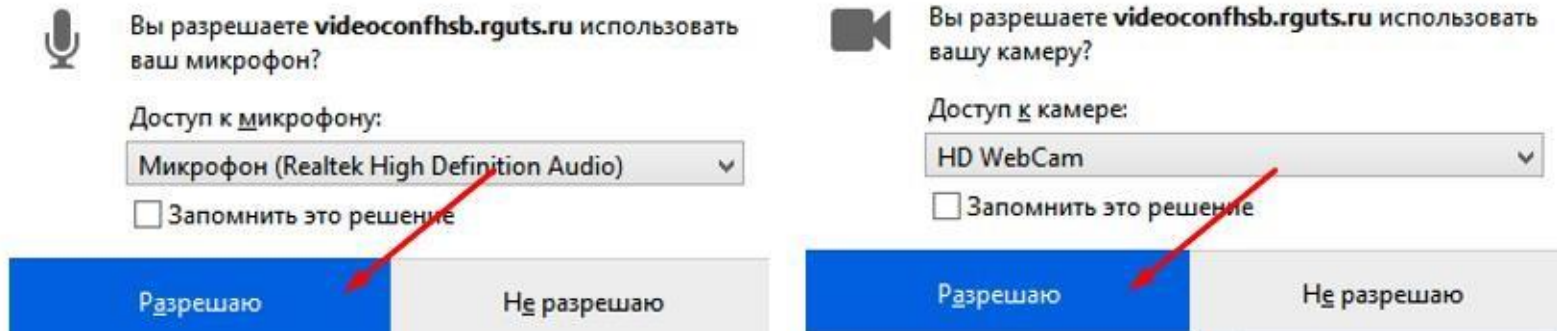 Вы разрешаете videoconfhsb.rguts.ru использовать
ваш микрофон?
Доступ к микрофону:
Микрофон (Realtek High Definition Audio)
Запомнить это решение
Разрешаю
Не разрешаю
Вы разрешаете videoconfhsb.rguts.ru использовать
вашу камеру?
Доступ к камере:
HD WebCam
Запомнить это решение
Разрешаю
Не разрешаю